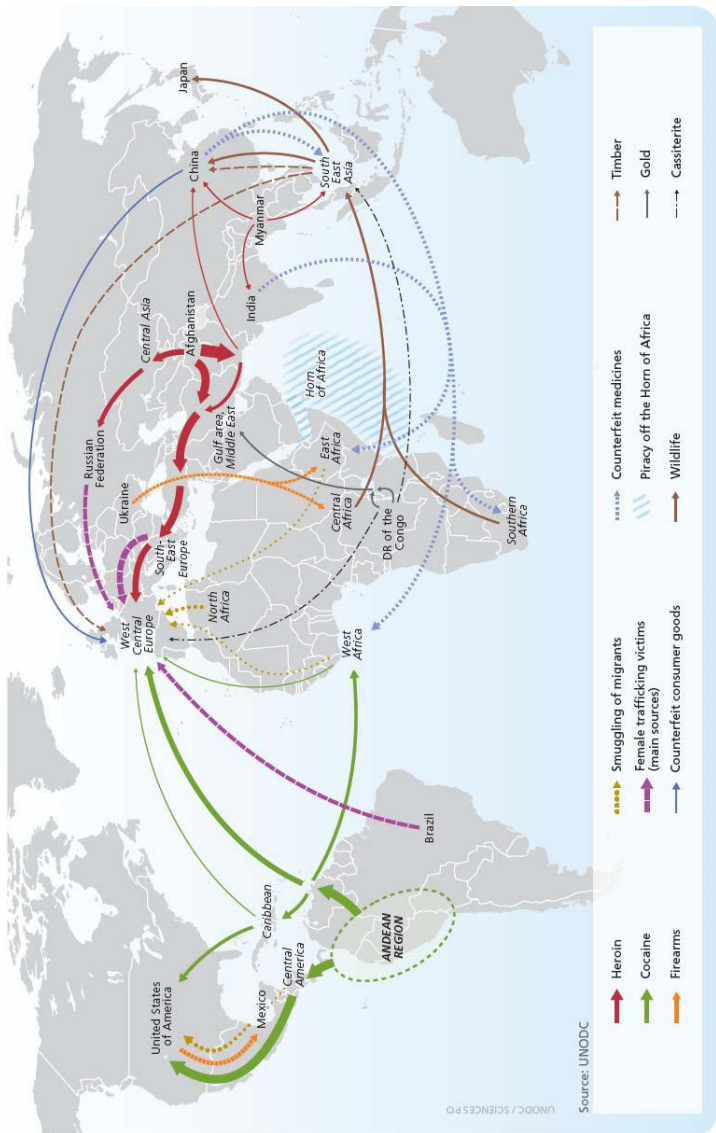 United States
of America
Mexico
Central
America
Caribbean
ANDEAN
REGION
Brazil
West
Central
Europe
South-
East
Europe
Ukraine
Russian
Federation
Central Asia
Afghanistan
Gulf area,
Middle East
India
Myanmar
China
Japan
South
East
Asia
Horn
of Africa
North
Africa
West
Africa
Central
Africa
East
Africa
DR of the
Congo
Southern
Africa
UNODC / SCIENCES PO
Source: UNODC
Heroin
Cocaine
Firearms
Smuggling of migrants
Female trafficking victims
(main sources)
Counterfeit consumer goods
Counterfeit medicines
Piracy off the Horn of Africa
Wildlife
Timber
Gold
Cassiterite